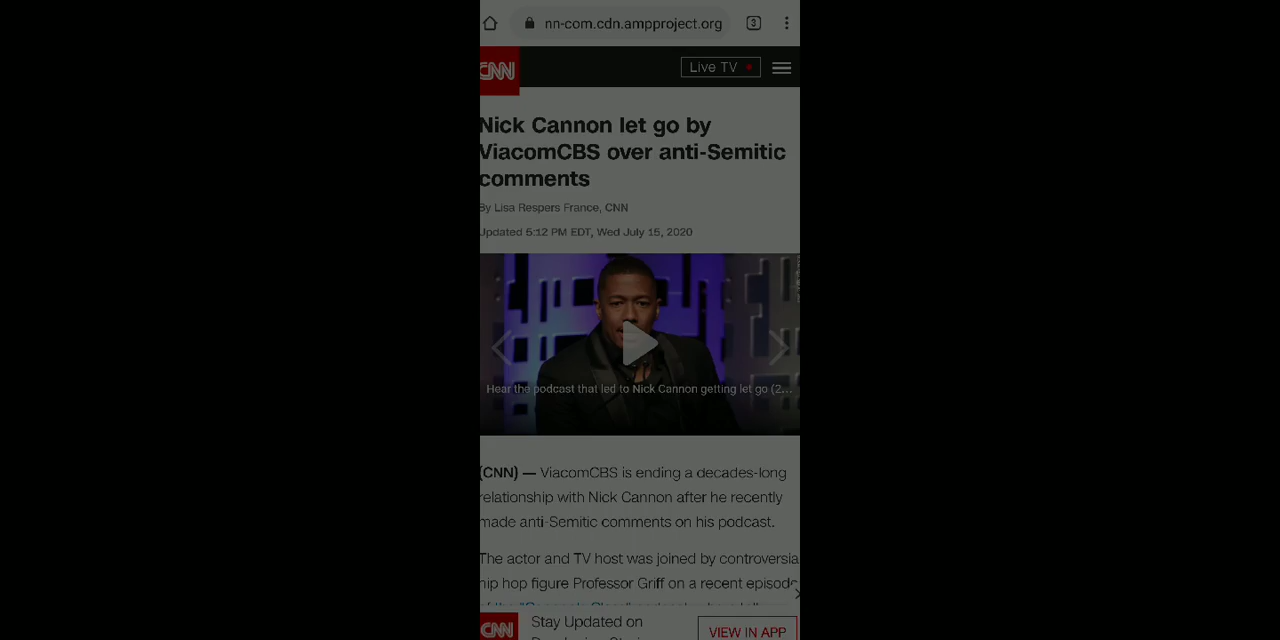 nn-com.cdn.ampproject.org 3
CNN Live TV
Nick Cannon let go by
ViacomCBS over anti-Semitic
comments
By Lisa Respers France, CNN
Updated 5:12 PM EDT, Wed July 15, 2020
Hear the podcast that led to Nick Cannon getting let go (2...
(CNN) — ViacomCBS is ending a decades-long
relationship with Nick Cannon after he recently
made anti-Semitic comments on his podcast.
The actor and TV host was joined by controversia
hip hop figure Professor Griff on a recent episode
of the
CNN Stay Updated on
VIEW IN APP